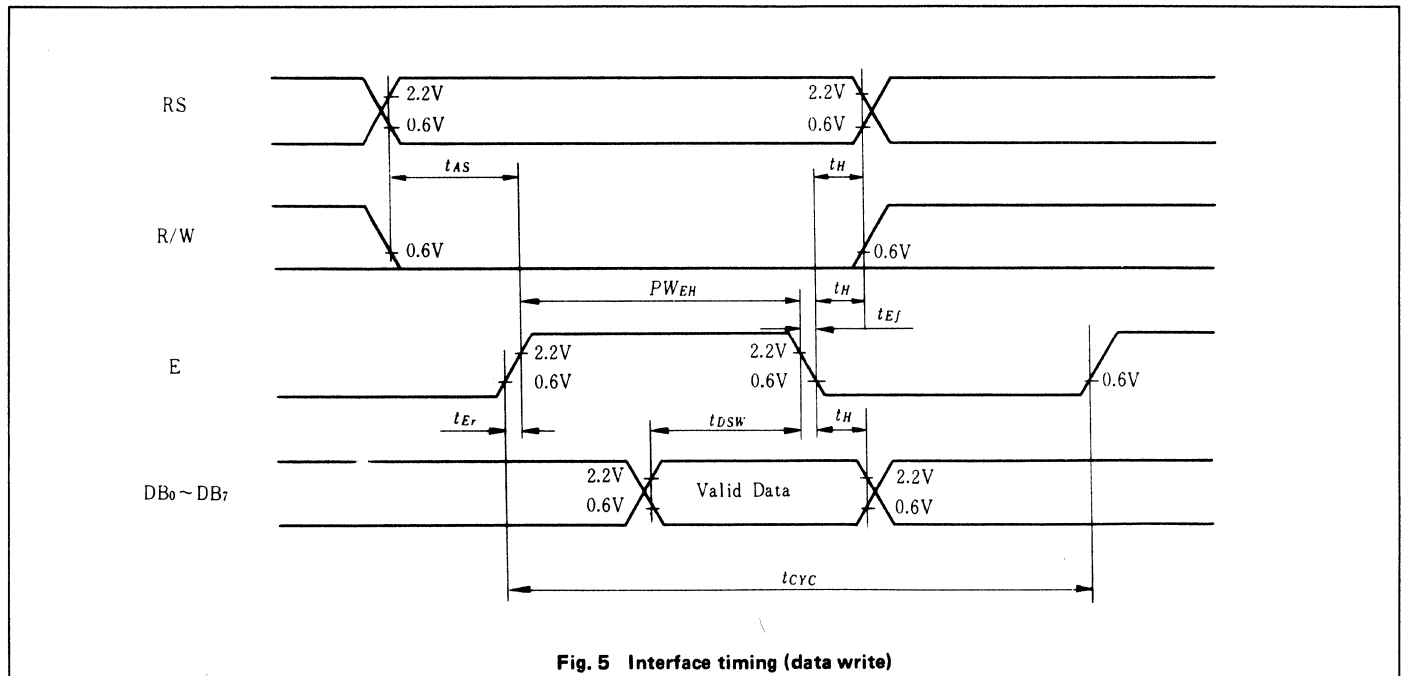 RS
2.2V
0.6V
2.2V
0.6V
tAS
tH
R/W
0.6V
0.6V
PWEH
tH
tEf
E
2.2V
0.6V
2.2V
0.6V
0.6V
tEr
tDSW
tH
DB0~DB7
2.2V
0.6V
Valid Data
2.2V
0.6V
tCYC
Fig. 5 Interface timing (data write)